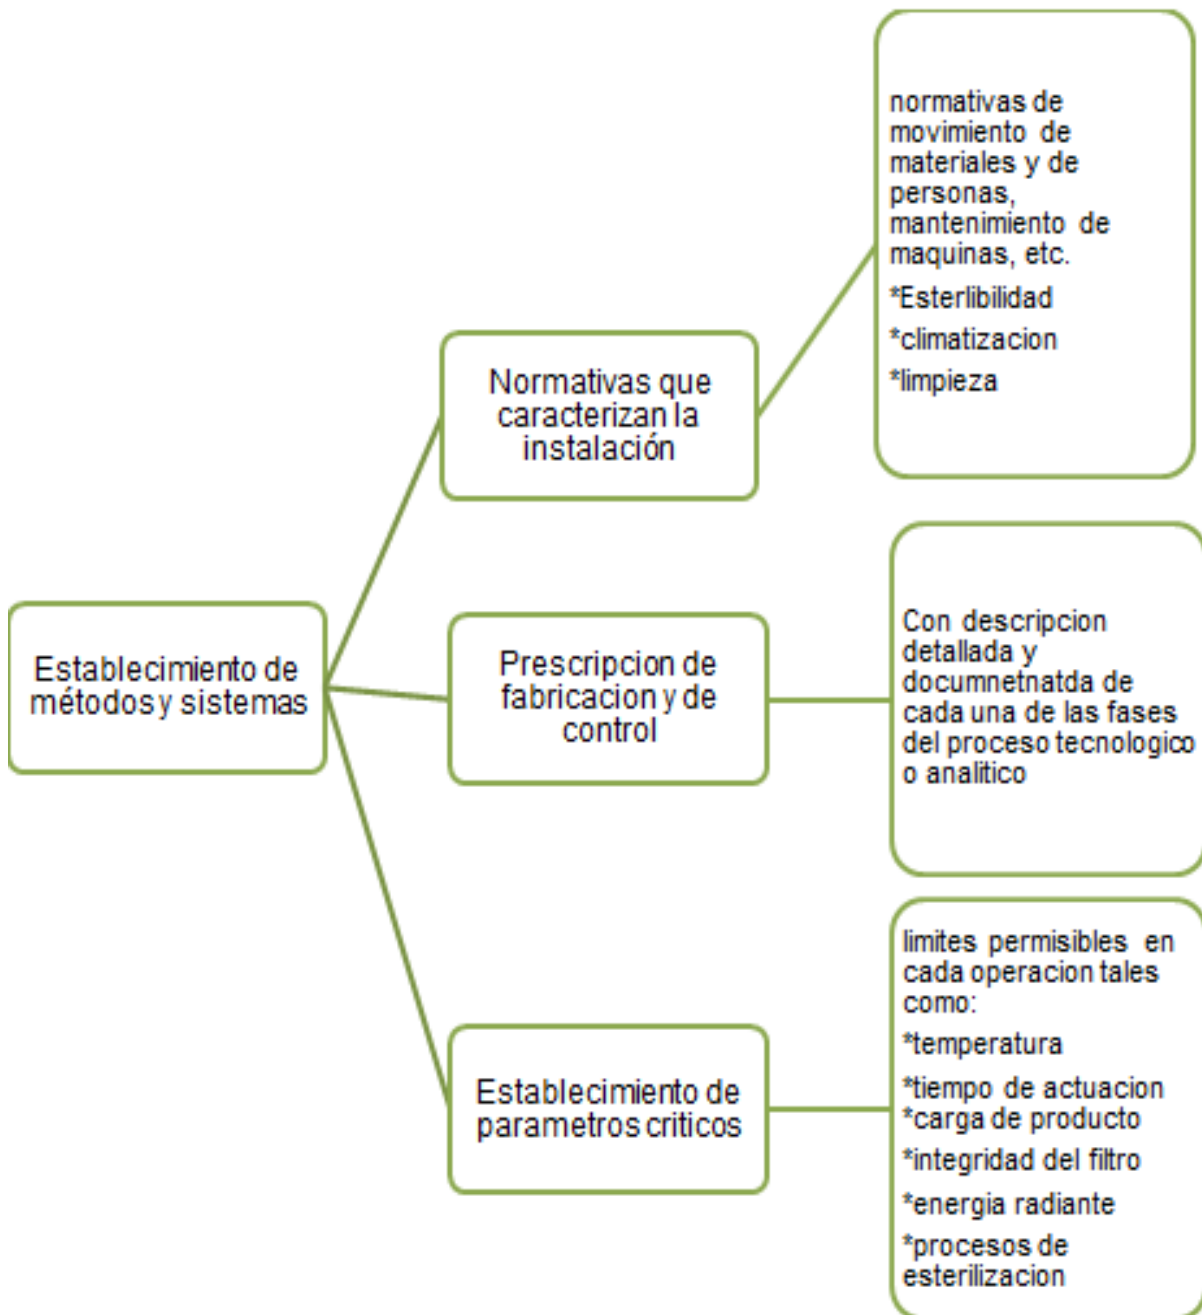 normativas de
movimiento de
materiales y de
personas,
mantenimiento de
maquinas, etc.
*Esterlibilidad
*climatizacion
*limpieza
Normativas que
caracterizan la
instalación
Establecimiento de
métodos y sistemas
Prescripcion de
fabricacion y de
control
Con descripcion
detallada y
documnetnatda de
cada una de las fases
del proceso tecnologico
o analitico
Establecimiento de
parametros criticos
limites permisibles en
cada operacion tales
como:
*temperatura
*tiempo de actuacion
*carga de producto
*integridad del filtro
*energia radiante
*procesos de
esterilizacion